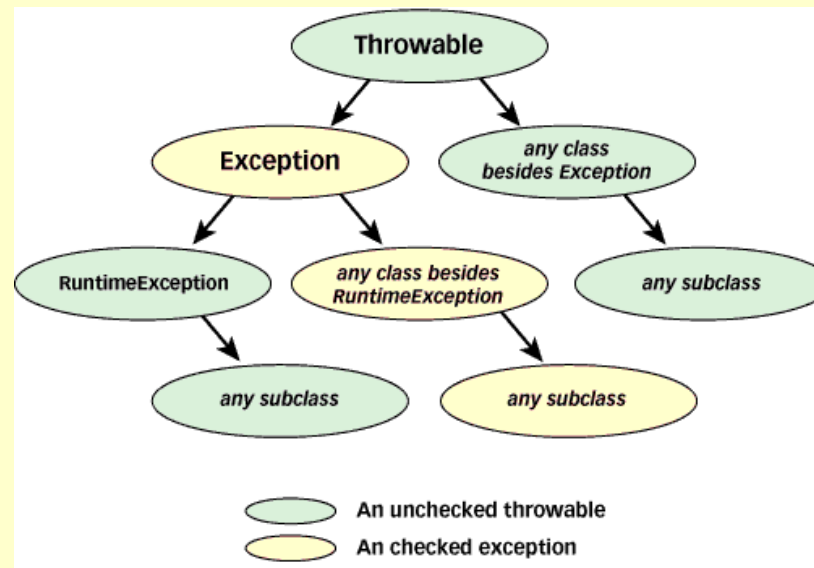 Throwable
Exception
any class
besides Exception
RuntimeException
any class besides
RuntimeException
any subclass
any subclass
any subclass
An unchecked throwable
An checked exception